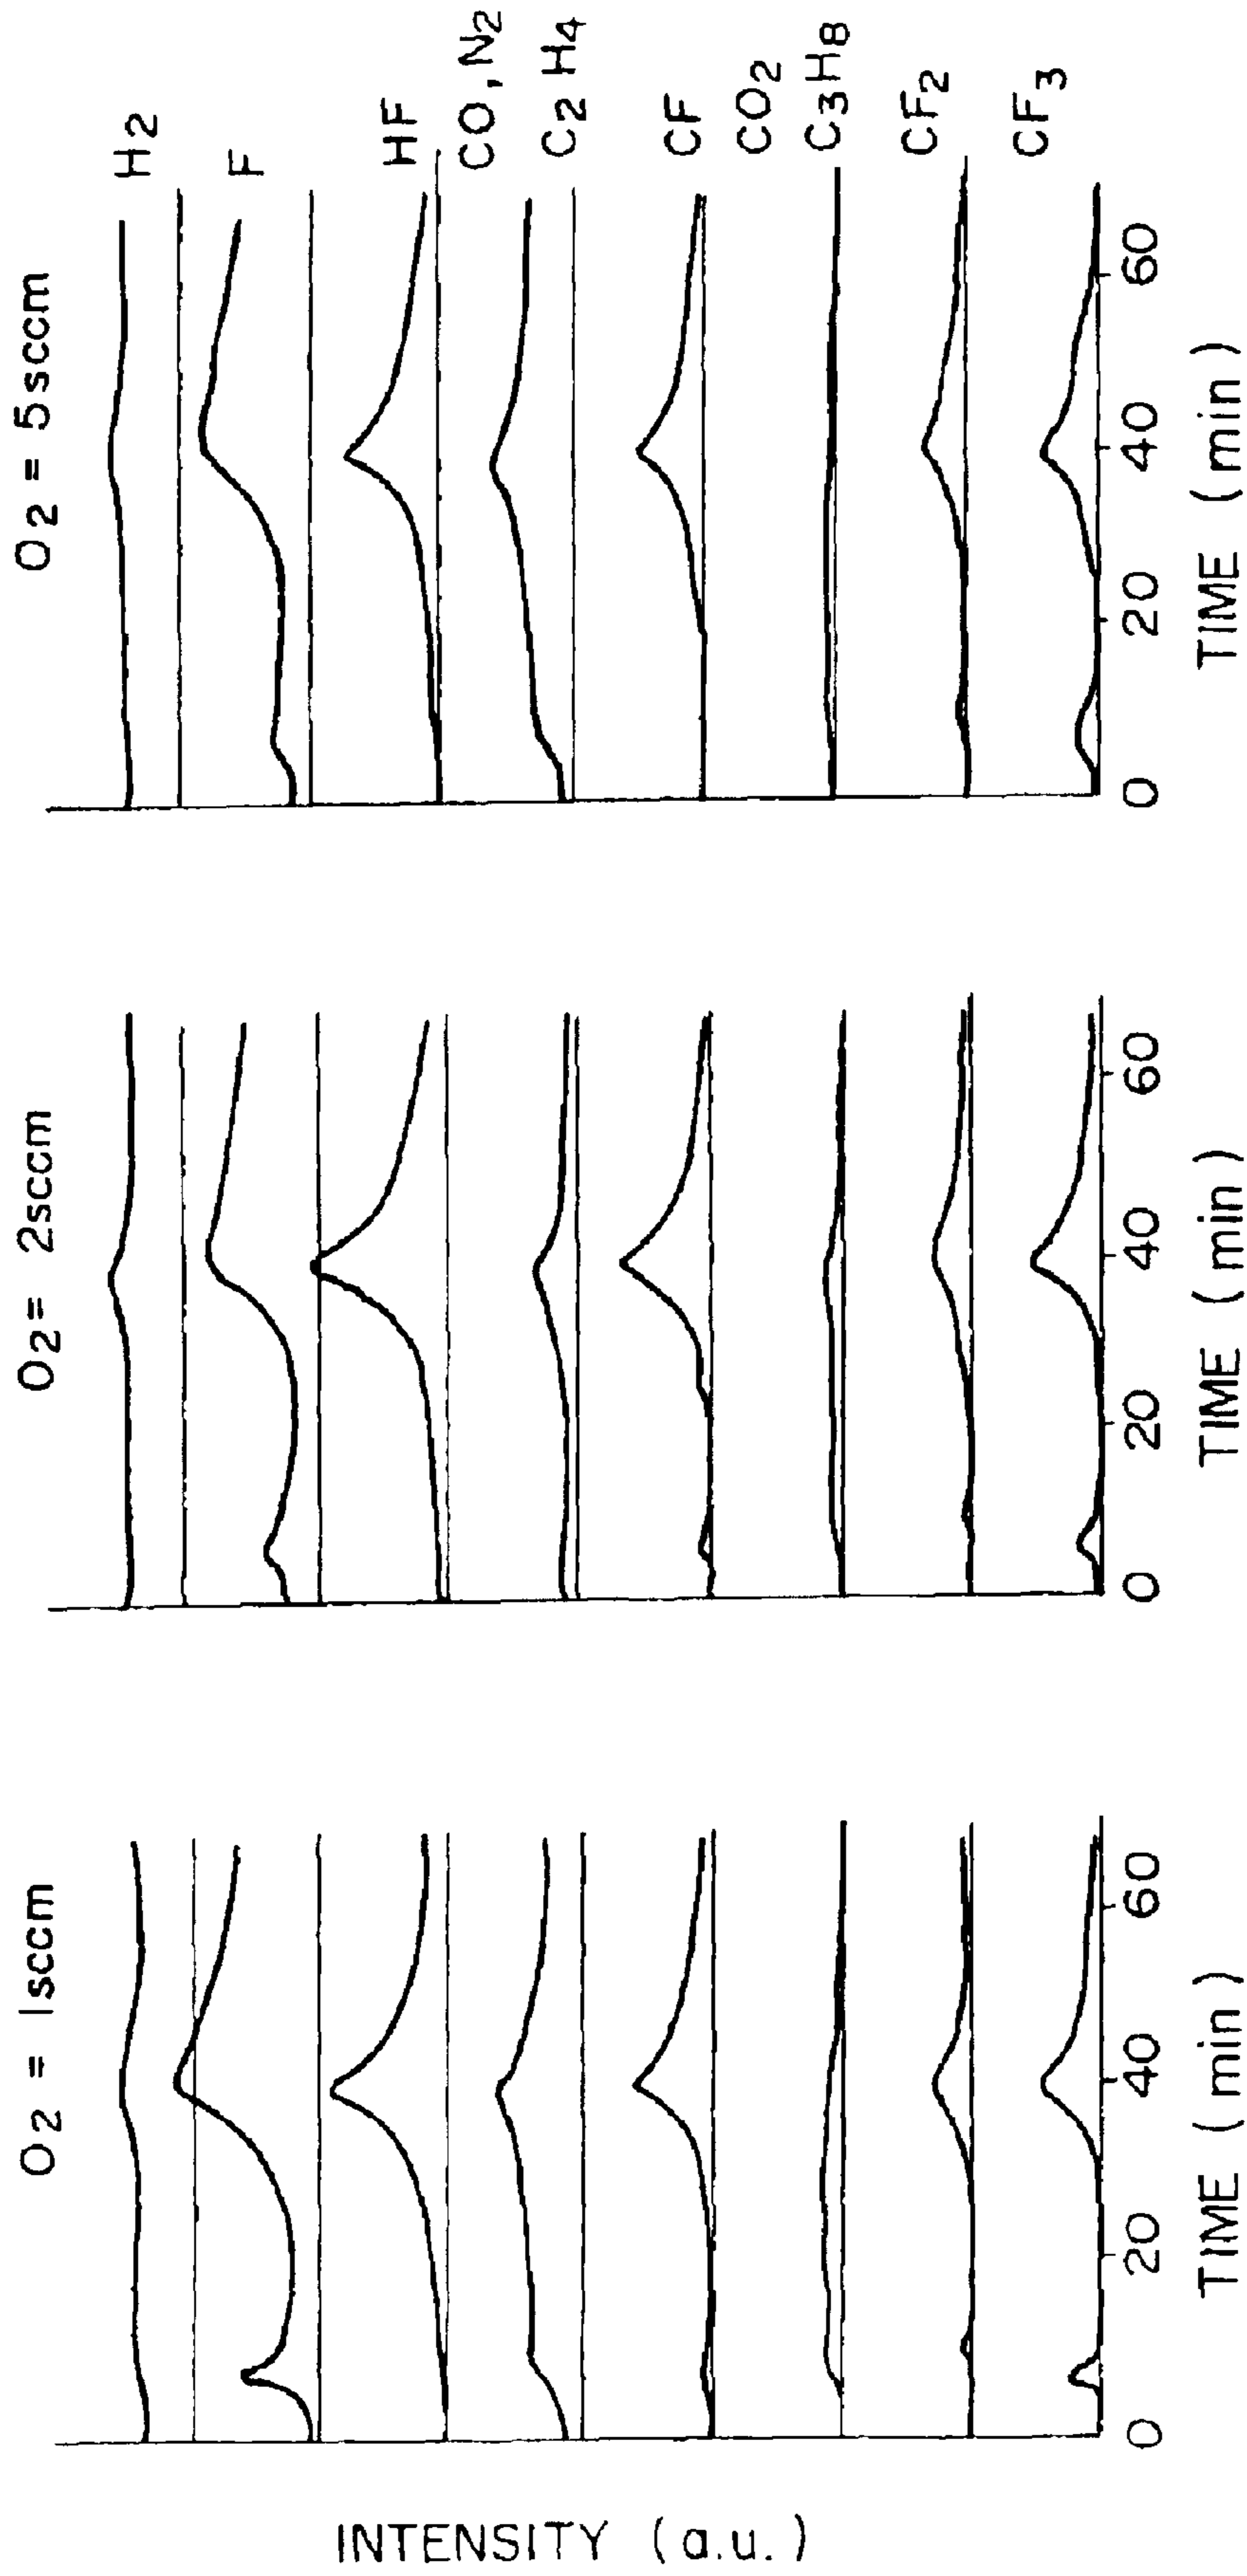 INTENSITY (a.u.)
O2 = 1sccm
0 20 40 60
TIME (min)
O2 = 2sccm
0 20 40 60
TIME (min)
O2 = 5sccm
0 20 40 60
TIME (min)
H2
F
HF
CO, N2
C2H4
CF
CO2
C3H8
CF2
CF3